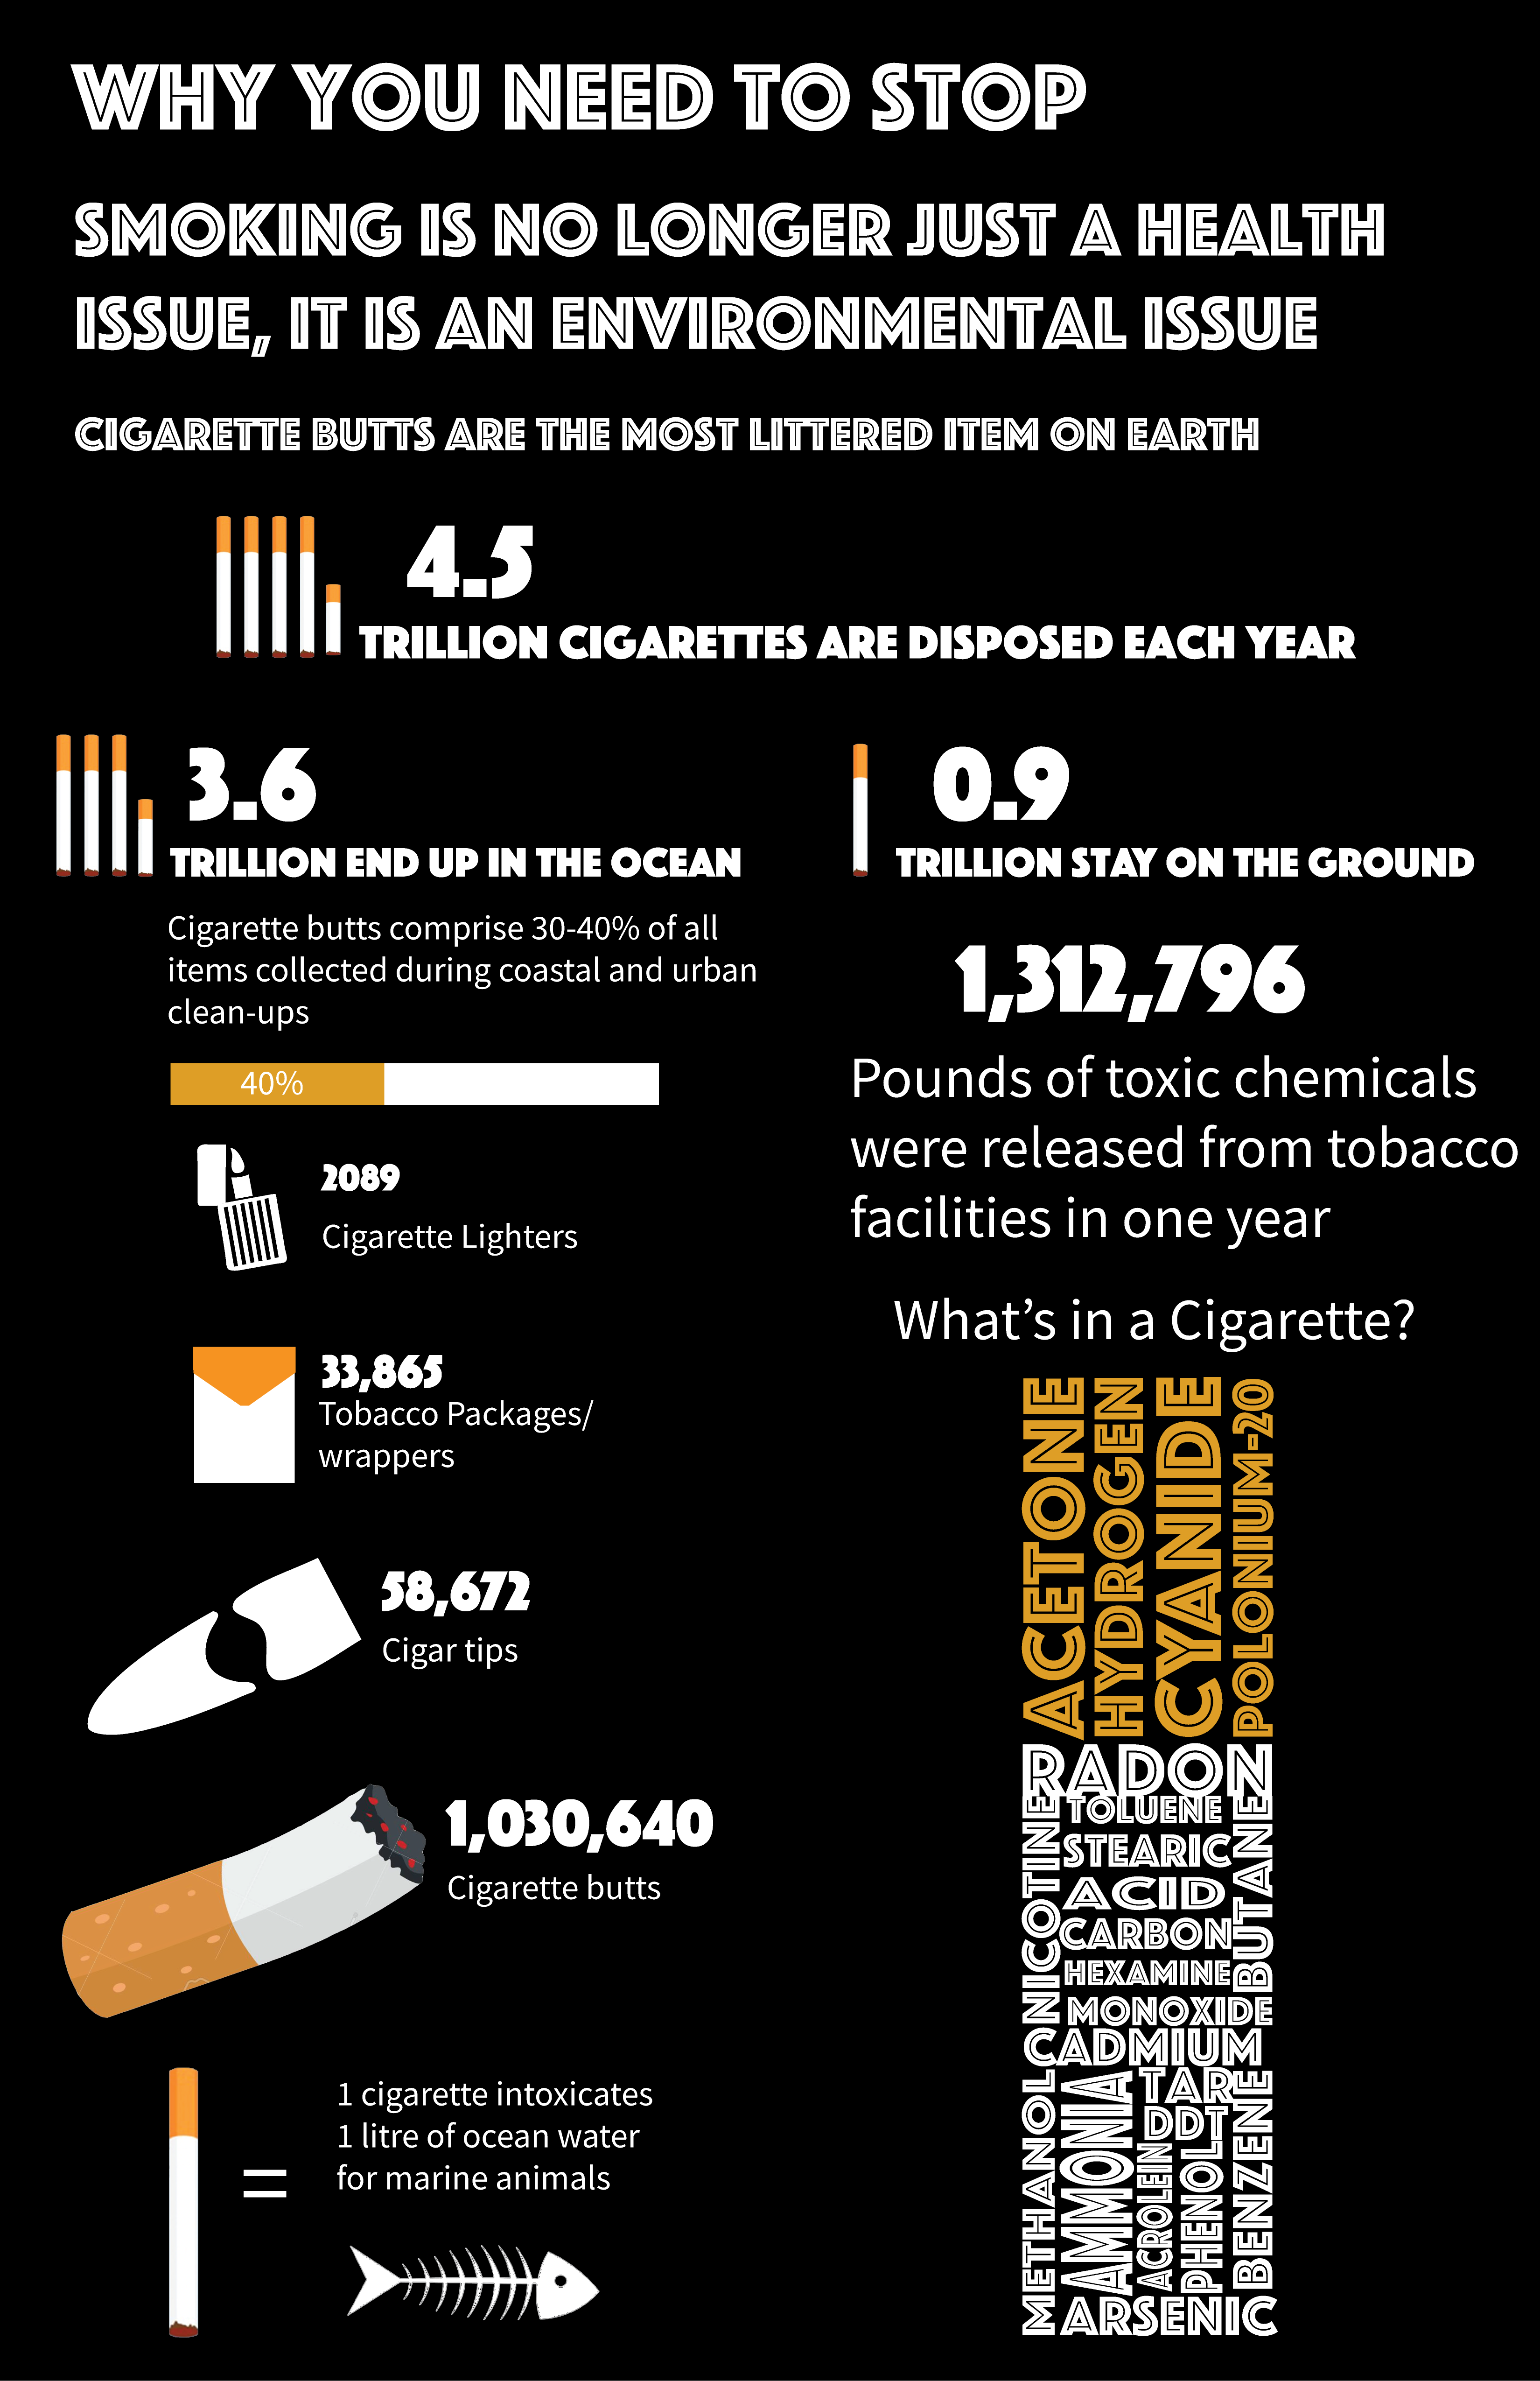 WHY YOU NEED TO STOP
SMOKING IS NO LONGER JUST A HEALTH
ISSUE, IT IS AN ENVIRONMENTAL ISSUE
CIGARETTE BUTTS ARE THE MOST LITTERED ITEM ON EARTH
4.5
TRILLION CIGARETTES ARE DISPOSED EACH YEAR
3.6
TRILLION END UP IN THE OCEAN
Cigarette butts comprise 30-40% of all
items collected during coastal and urban
clean-ups
40%
2089
Cigarette Lighters
33,865
Tobacco Packages/
wrappers
58,672
Cigar tips
1,030,640
Cigarette butts
1 cigarette intoxicates
1 litre of ocean water
for marine animals
=
0.9
TRILLION STAY ON THE GROUND
1,312,796
Pounds of toxic chemicals
were released from tobacco
facilities in one year
What's in a Cigarette?
ACETONE
HYDROGEN
CYANIDE
POLONIUM-20
RADON
NICOTINE
TOLUENE
STEARIC
ACID
CARBON
HEXAMINE
MONOXIDE
BUTANE
CADMIUM
METHANOL
AMMONIA
TAR
DDT
ACROLEIN
PHENOL
BENZENE
ARSENIC